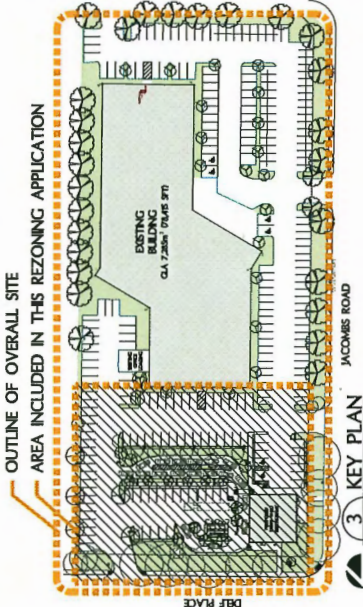 OUTLINE OF OVERALL SITE
AREA INCLUDED IN THIS REZONING APPLICATION
EXISTING
BUILDING
JACOMBS ROAD
DELF PLACE
3 KEY PLAN